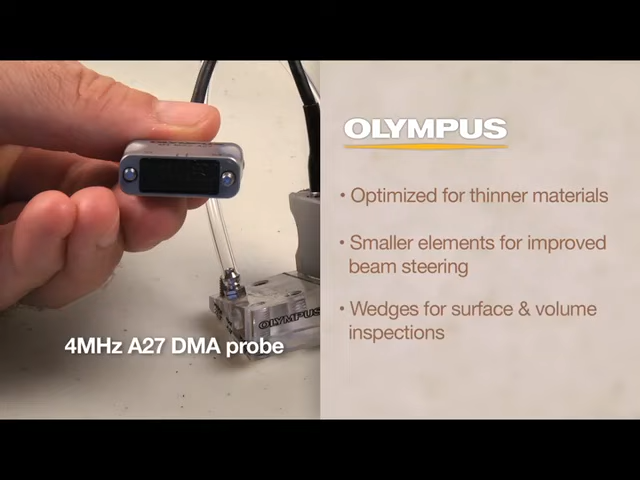 OLYMPUS
• Optimized for thinner materials
• Smaller elements for improved
beam steering
• Wedges for surface & volume
inspections
OLYMPUS
4MHz A27 DMA probe